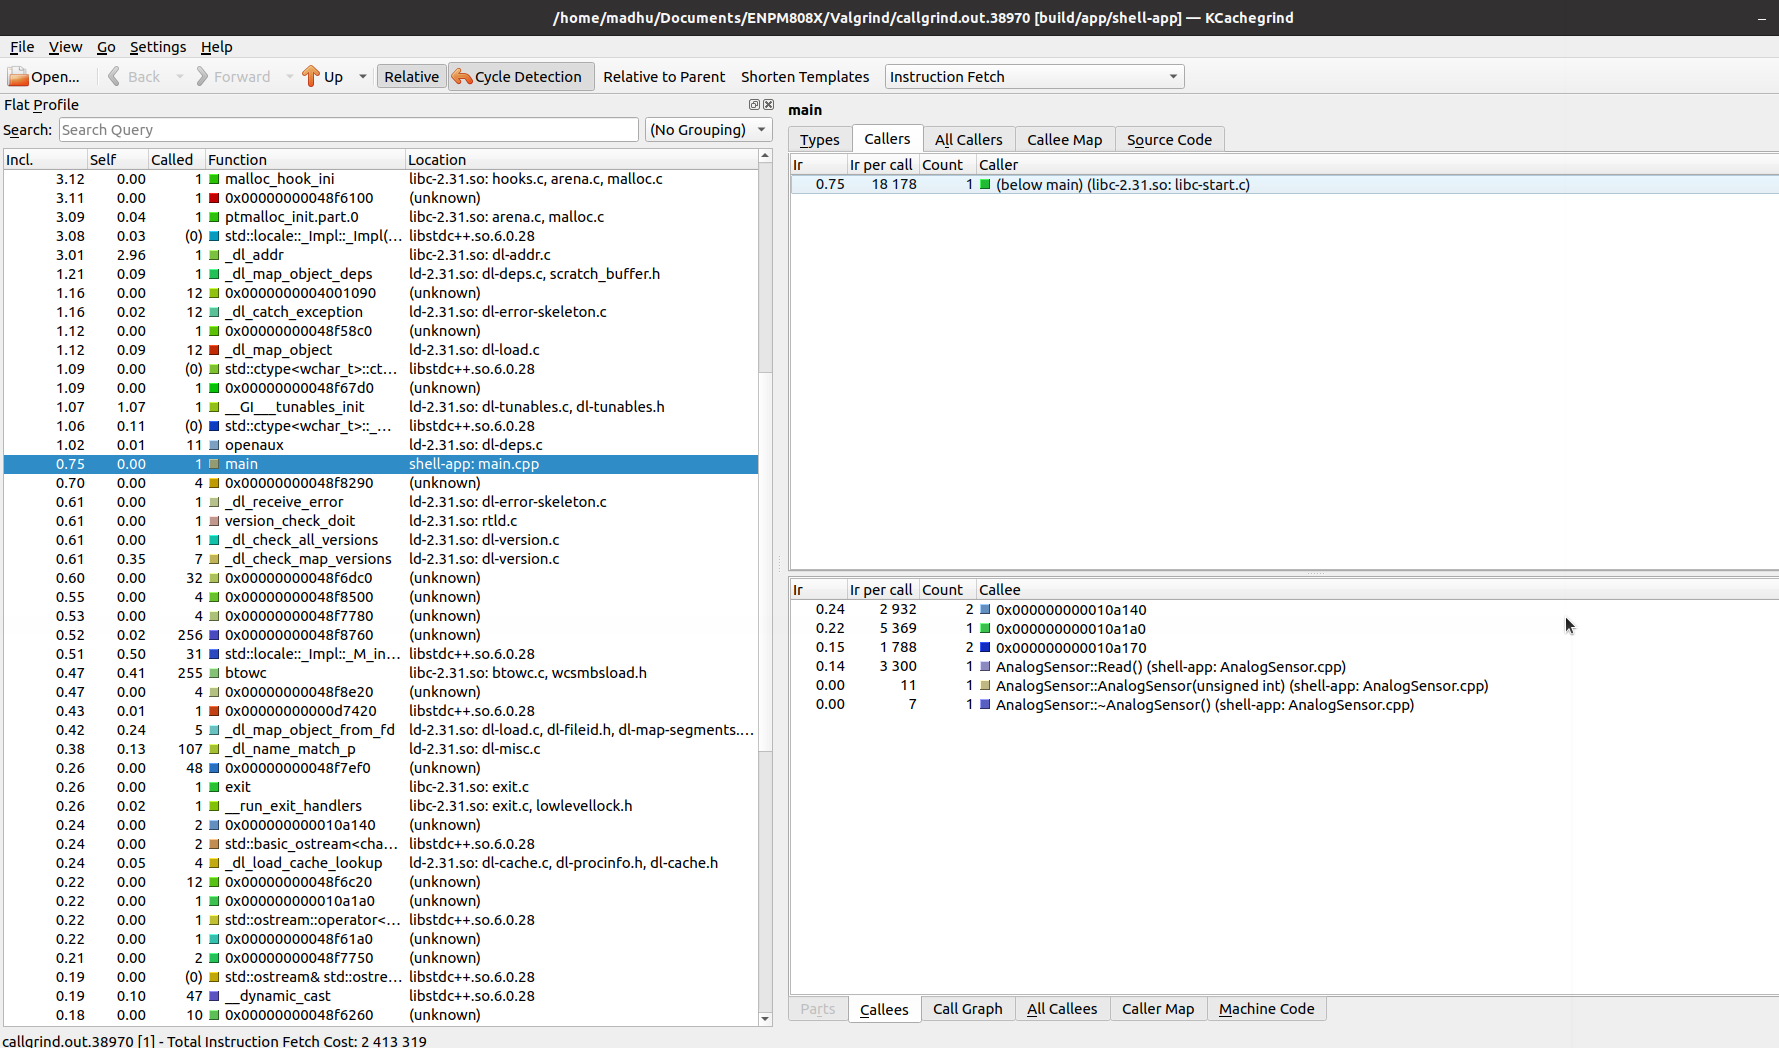 /home/madhu/Documents/ENPM808X/Valgrind/callgrind.out.38970 [build/app/shell-app] — KCachegrind
File View Go Settings Help
Open... Back Forward Up Relative Cycle Detection Relative to Parent Shorten Templates Instruction Fetch
Flat Profile
Search: Search Query (No Grouping)
Incl. Self Called Function Location
3.12 0.00 1 malloc_hook_ini libc-2.31.so: hooks.c, arena.c, malloc.c
3.11 0.00 1 0x00000000048f6100 (unknown)
3.09 0.04 1 ptmalloc_init.part.0 libc-2.31.so: arena.c, malloc.c
3.08 0.03 (0) std::locale::_Impl::_Impl(... libstdc++.so.6.0.28
3.01 2.96 1 _dl_addr libc-2.31.so: dl-addr.c
1.21 0.09 1 _dl_map_object_deps ld-2.31.so: dl-deps.c, scratch_buffer.h
1.16 0.00 12 0x0000000004001090 (unknown)
1.16 0.02 12 _dl_catch_exception ld-2.31.so: dl-error-skeleton.c
1.12 0.00 1 0x00000000048f58c0 (unknown)
1.12 0.09 12 _dl_map_object ld-2.31.so: dl-load.c
1.09 0.00 (0) std::ctype<wchar_t>::ct... libstdc++.so.6.0.28
1.09 0.00 1 0x00000000048f67d0 (unknown)
1.07 1.07 1 __GI___tunables_init ld-2.31.so: dl-tunables.c, dl-tunables.h
1.06 0.11 (0) std::ctype<wchar_t>::_... libstdc++.so.6.0.28
1.02 0.01 11 openaux ld-2.31.so: dl-deps.c
0.75 0.00 1 main shell-app: main.cpp
0.70 0.00 4 0x00000000048f8290 (unknown)
0.61 0.00 1 _dl_receive_error ld-2.31.so: dl-error-skeleton.c
0.61 0.00 1 version_check_doit ld-2.31.so: rtld.c
0.61 0.00 1 _dl_check_all_versions ld-2.31.so: dl-version.c
0.61 0.35 7 _dl_check_map_versions ld-2.31.so: dl-version.c
0.60 0.00 32 0x00000000048f6dc0 (unknown)
0.55 0.00 4 0x00000000048f8500 (unknown)
0.53 0.00 4 0x00000000048f7780 (unknown)
0.52 0.02 256 0x00000000048f8760 (unknown)
0.51 0.50 31 std::locale::_Impl::_M_in... libstdc++.so.6.0.28
0.47 0.41 255 btowc libc-2.31.so: btowc.c, wcsmbsload.h
0.47 0.00 4 0x00000000048f8e20 (unknown)
0.43 0.01 1 0x00000000000d7420 libstdc++.so.6.0.28
0.42 0.24 5 _dl_map_object_from_fd ld-2.31.so: dl-load.c, dl-fileid.h, dl-map-segments....
0.38 0.13 107 _dl_name_match_p ld-2.31.so: dl-misc.c
0.26 0.00 48 0x00000000048f7ef0 (unknown)
0.26 0.00 1 exit libc-2.31.so: exit.c
0.26 0.02 1 __run_exit_handlers libc-2.31.so: exit.c, lowlevellock.h
0.24 0.00 2 0x000000000010a140 (unknown)
0.24 0.00 2 std::basic_ostream<cha... libstdc++.so.6.0.28
0.24 0.05 4 _dl_load_cache_lookup ld-2.31.so: dl-cache.c, dl-procinfo.h, dl-cache.h
0.22 0.00 12 0x00000000048f6c20 (unknown)
0.22 0.00 1 0x000000000010a1a0 (unknown)
0.22 0.00 1 std::ostream::operator<... libstdc++.so.6.0.28
0.22 0.00 1 0x00000000048f61a0 (unknown)
0.21 0.00 2 0x00000000048f7750 (unknown)
0.19 0.00 (0) std::ostream& std::ostre... libstdc++.so.6.0.28
0.19 0.10 47 __dynamic_cast libstdc++.so.6.0.28
0.18 0.00 10 0x00000000048f6260 (unknown)
main
Types Callers All Callers Callee Map Source Code
Ir Ir per call Count Caller
0.75 18 178 1 (below main) (libc-2.31.so: libc-start.c)
Ir Ir per call Count Callee
0.24 2 932 2 0x000000000010a140
0.22 5 369 1 0x000000000010a1a0
0.15 1 788 2 0x000000000010a170
0.14 3 300 1 AnalogSensor::Read() (shell-app: AnalogSensor.cpp)
0.00 11 1 AnalogSensor::AnalogSensor(unsigned int) (shell-app: AnalogSensor.cpp)
0.00 7 1 AnalogSensor::~AnalogSensor() (shell-app: AnalogSensor.cpp)
Parts Callees Call Graph All Callees Caller Map Machine Code
callgrind.out.38970 [1] - Total Instruction Fetch Cost: 2 413 319